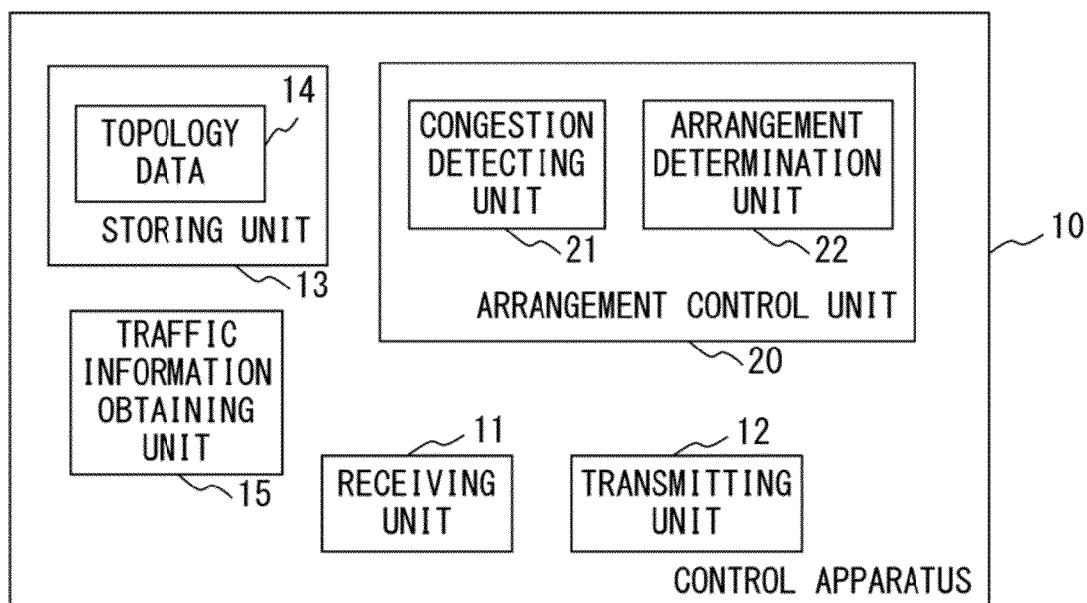 14
TOPOLOGY
DATA
STORING UNIT
13
CONGESTION
DETECTING
UNIT
21
ARRANGEMENT
DETERMINATION
UNIT
22
ARRANGEMENT CONTROL UNIT
20
10
TRAFFIC
INFORMATION
OBTAINING
UNIT
15
11
RECEIVING
UNIT
12
TRANSMITTING
UNIT
CONTROL APPARATUS